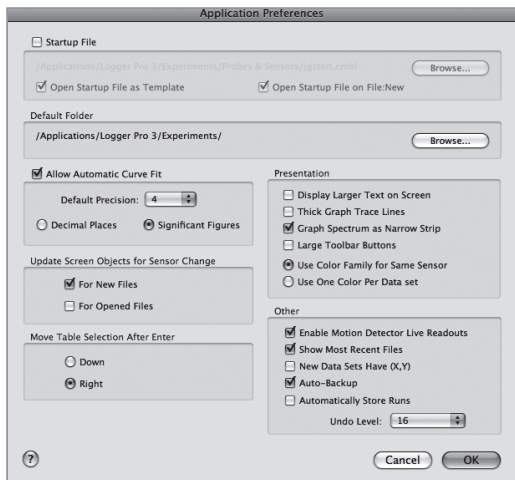 Application Preferences
Startup File
/Applications/Logger Pro 3/Experiments/Probes & Sensors/jgstart.cmbl
Browse...
Open Startup File as Template
Open Startup File on File:New
Default Folder
/Applications/Logger Pro 3/Experiments/
Browse...
Allow Automatic Curve Fit
Default Precision: 4
Decimal Places
Significant Figures
Update Screen Objects for Sensor Change
For New Files
For Opened Files
Move Table Selection After Enter
Down
Right
Presentation
Display Larger Text on Screen
Thick Graph Trace Lines
Graph Spectrum as Narrow Strip
Large Toolbar Buttons
Use Color Family for Same Sensor
Use One Color Per Data set
Other
Enable Motion Detector Live Readouts
Show Most Recent Files
New Data Sets Have (X,Y)
Auto-Backup
Automatically Store Runs
Undo Level: 16
?
Cancel
OK